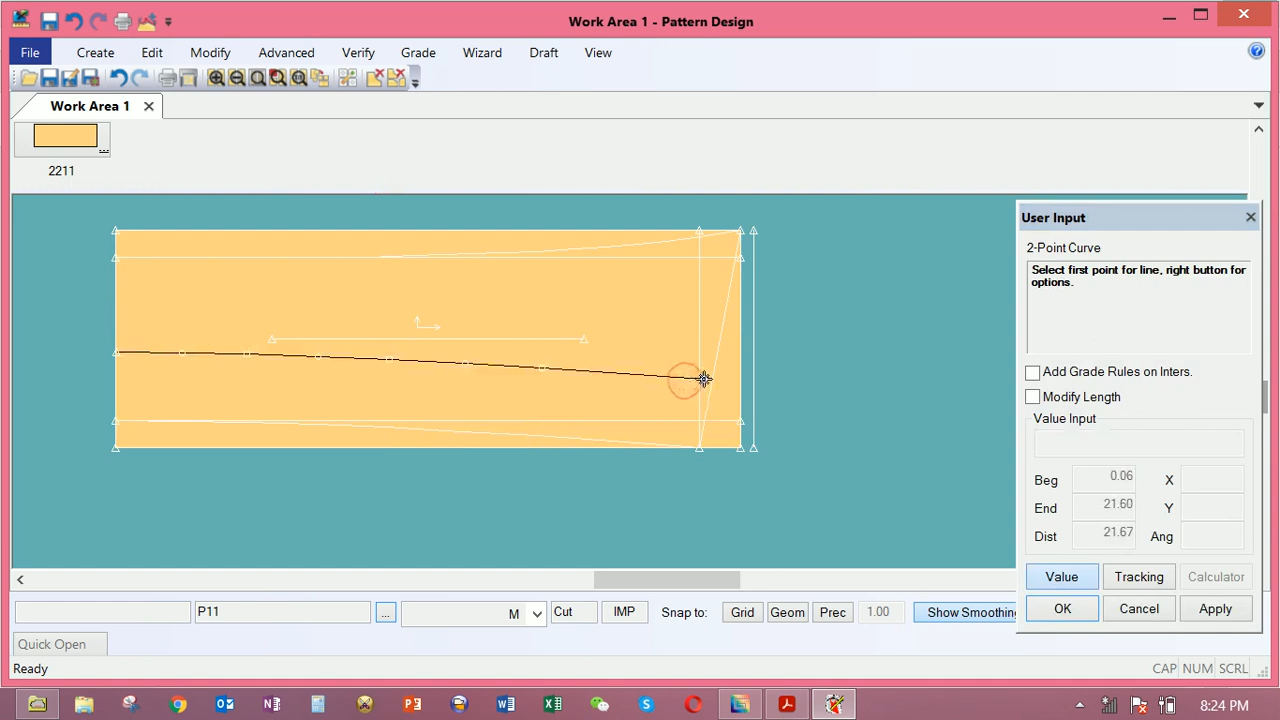 Work Area 1 - Pattern Design
File Create Edit Modify Advanced Verify Grade Wizard Draft View
Work Area 1
...
2211
User Input
2-Point Curve
Select first point for line, right button for
options.
Add Grade Rules on Inters.
Modify Length
Value Input
Beg 0.06 X
End 21.60 Y
Dist 21.67 Ang
Value Tracking Calculator
OK Cancel Apply
P11 ... M Cut IMP Snap to: Grid Geom Prec 1.00 Show Smoothing
Quick Open
Ready CAP NUM SCRL
8:24 PM